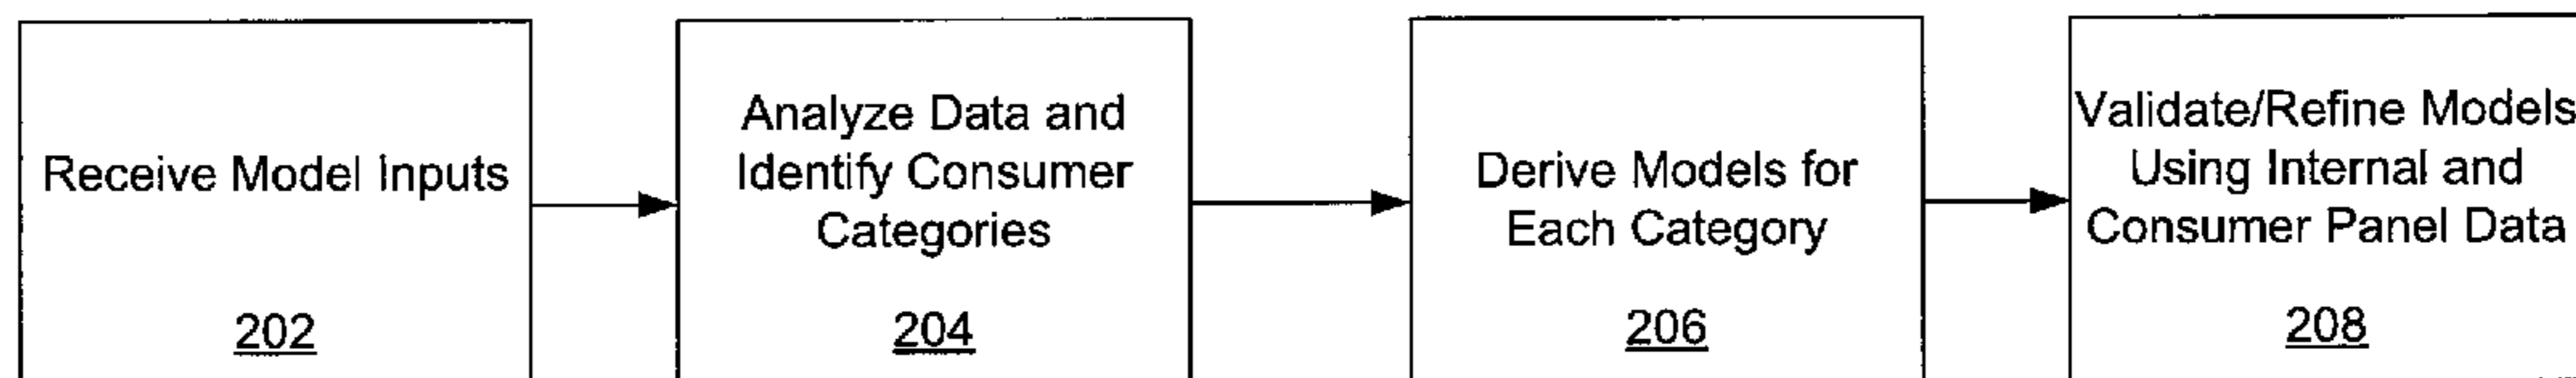 Receive Model Inputs
202
Analyze Data and
Identify Consumer
Categories
204
Derive Models for
Each Category
206
Validate/Refine Models
Using Internal and
Consumer Panel Data
208